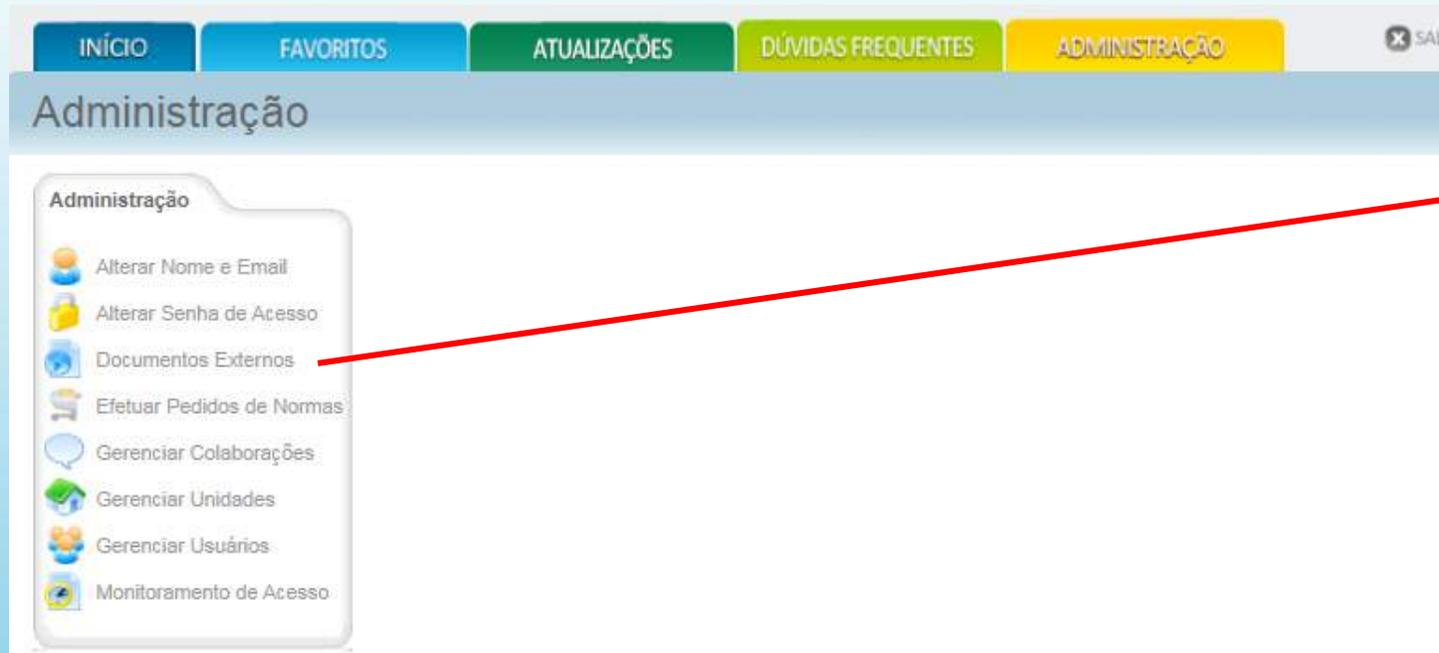 INÍCIO FAVORITOS ATUALIZAÇÕES DÚVIDAS FREQUENTES ADMINISTRAÇÃO
Administração
Administração
Alterar Nome e Email
Alterar Senha de Acesso
Documentos Externos
Efetuar Pedidos de Normas
Gerenciar Colaborações
Gerenciar Unidades
Gerenciar Usuários
Monitoramento de Acesso